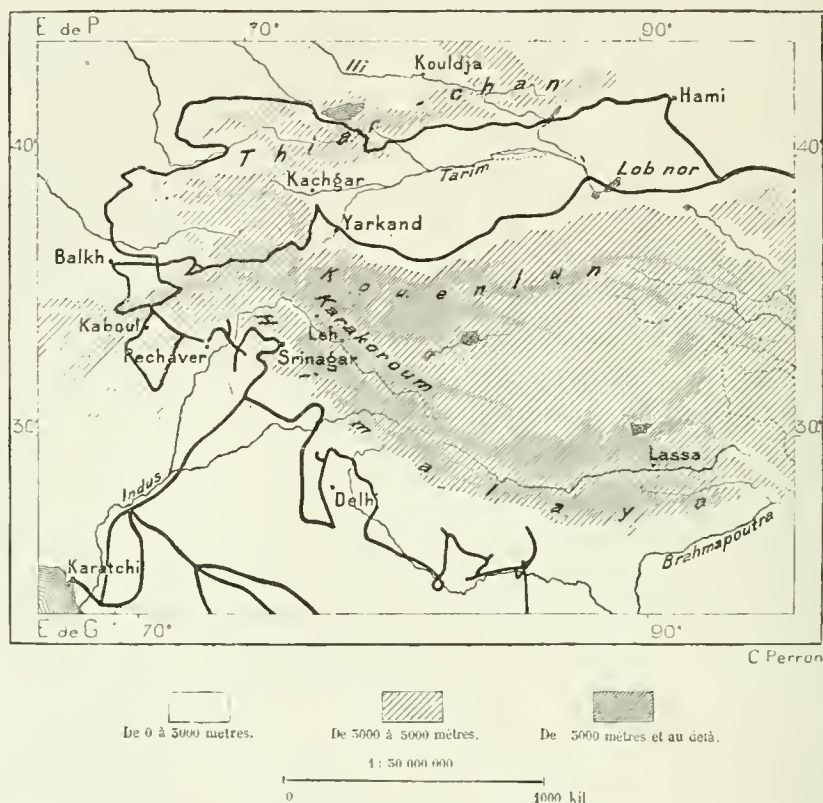 E de P 70° 90°
Ili Kouldja
Thian chan
Hami
40° 40°
Kachgar Tarim Lob nor
Yarkand
Balkh
Kouenlun
Kaboul Karakoroum
Leh
Pechaver Srinagar
Himalaya
30° 30°
Lassa
Indus
Delhi
Brahmapoutra
Karatchi
E de G 70° 90°
C Perron
De 0 à 3000 metres. De 3000 à 5000 mètres. De 5000 mètres et au delà.
1 : 30 000 000
0 1000 kil